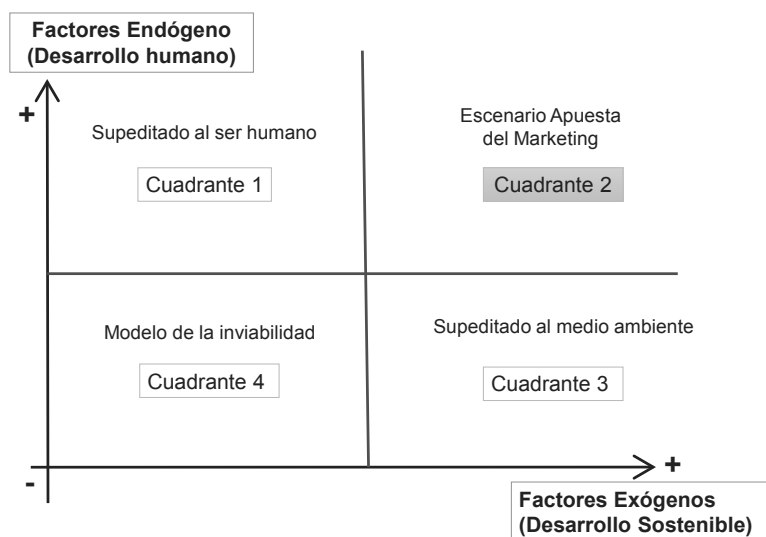 Factores Endógeno
(Desarrollo humano)
+
Supeditado al ser humano
Cuadrante 1
Escenario Apuesta
del Marketing
Cuadrante 2
Modelo de la inviabilidad
Cuadrante 4
Supeditado al medio ambiente
Cuadrante 3
+
-
Factores Exógenos
(Desarrollo Sostenible)